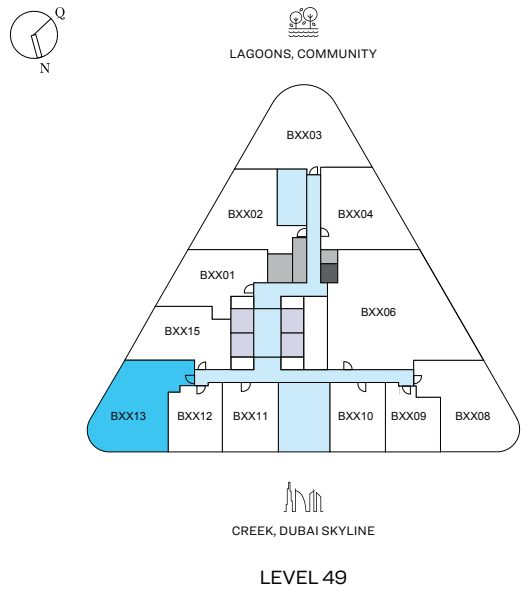 Q
N
LAGOONS, COMMUNITY
BXX03
BXX02
BXX04
BXX01
BXX06
BXX15
BXX13
BXX12
BXX11
BXX10
BXX09
BXX08
CREEK, DUBAI SKYLINE
LEVEL 49